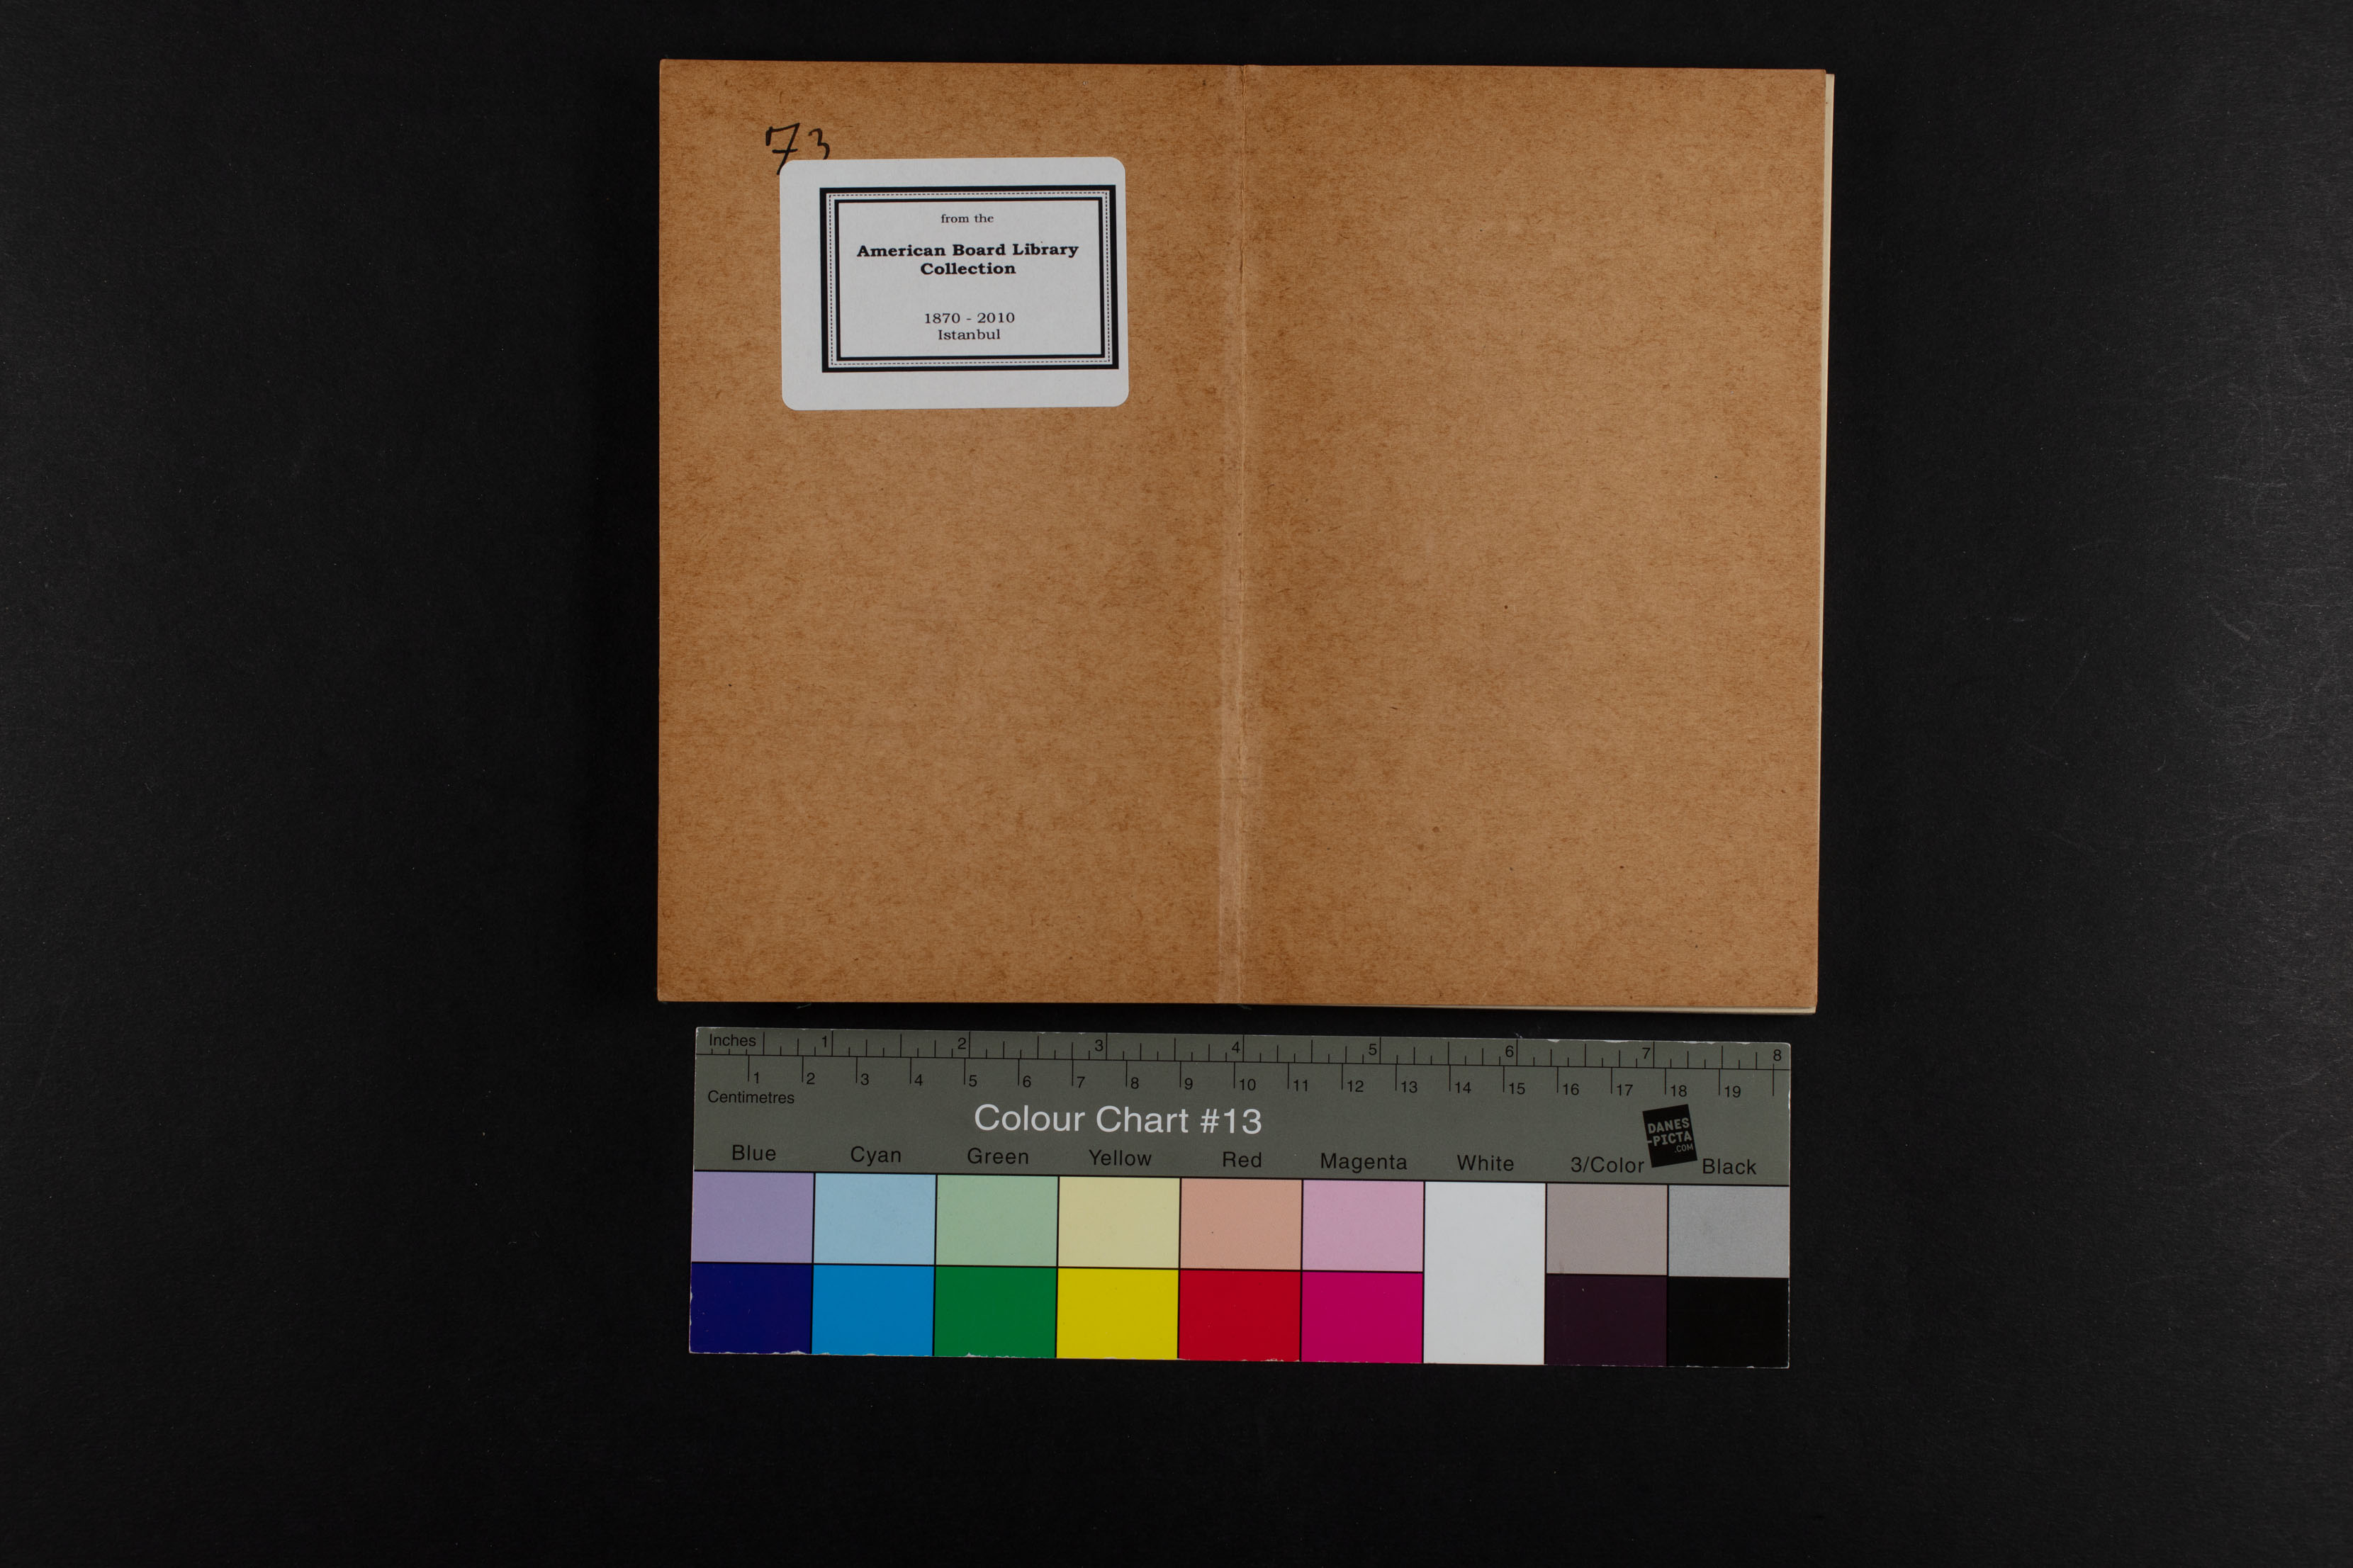 73
from the
American Board Library
Collection
1870 - 2010
Istanbul
Inches 1 2 3 4 5 6 7 8
1 2 3 4 5 6 7 8 9 10 11 12 13 14 15 16 17 18 19
Centimetres
Colour Chart #13
DANES
-PICTA
.COM
Blue Cyan Green Yellow Red Magenta White 3/Color Black